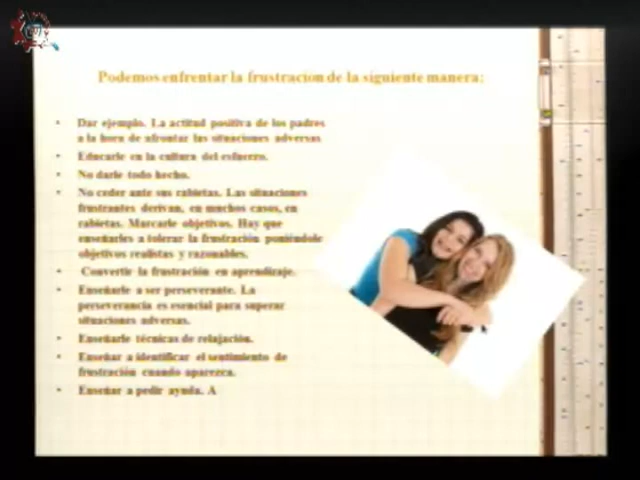 Podemos enfrentar la frustración de la siguiente manera:
• Dar ejemplo. La actitud positiva de los padres
a la hora de afrontar las situaciones adversas
• Educarle en la cultura del esfuerzo.
• No darle todo hecho.
• No ceder ante sus rabietas. Las situaciones
frustrantes derivan, en muchos casos, en
rabietas. Marcarle objetivos. Hay que
enseñarles a tolerar la frustración poniéndole
objetivos realistas y razonables.
• Convertir la frustración en aprendizaje.
• Enseñarle a ser perseverante. La
perseverancia es esencial para superar
situaciones adversas.
• Enseñarle técnicas de relajación.
• Enseñar a identificar el sentimiento de
frustración cuando aparezca.
• Enseñar a pedir ayuda. A